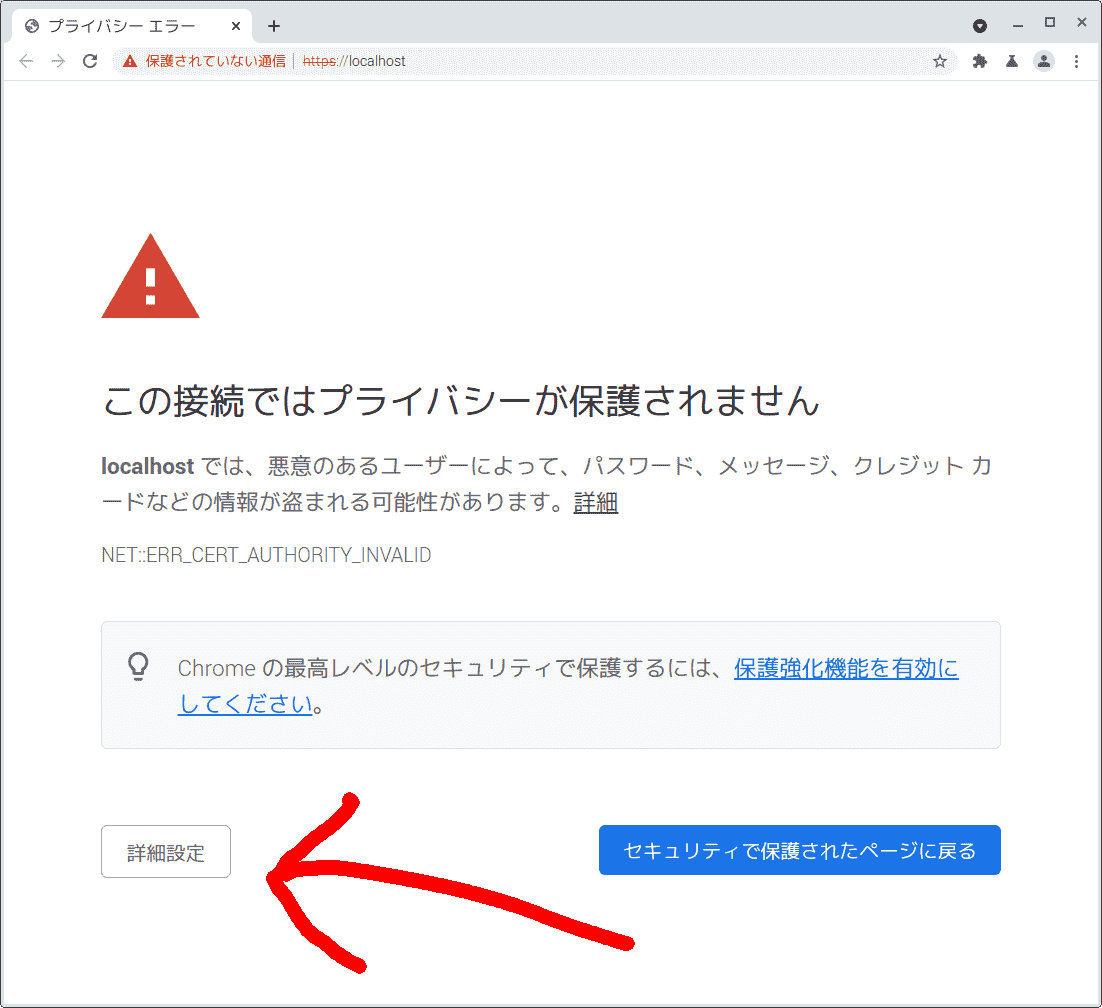 プライバシー エラー
保護されていない通信 https://localhost
この接続ではプライバシーが保護されません
localhost では、悪意のあるユーザーによって、パスワード、メッセージ、クレジット カ
ードなどの情報が盗まれる可能性があります。詳細
NET::ERR_CERT_AUTHORITY_INVALID
Chrome の最高レベルのセキュリティで保護するには、保護強化機能を有効に
してください。
詳細設定
セキュリティで保護されたページに戻る